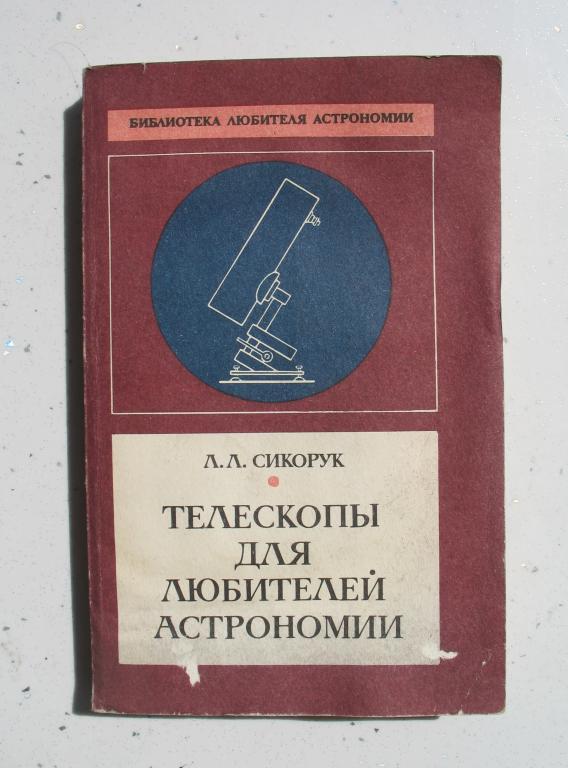 БИБЛИОТЕКА ЛЮБИТЕЛЯ АСТРОНОМИИ
Л.Л. СИКОРУК
ТЕЛЕСКОПЫ
ДЛЯ
ЛЮБИТЕЛЕЙ
АСТРОНОМИИ